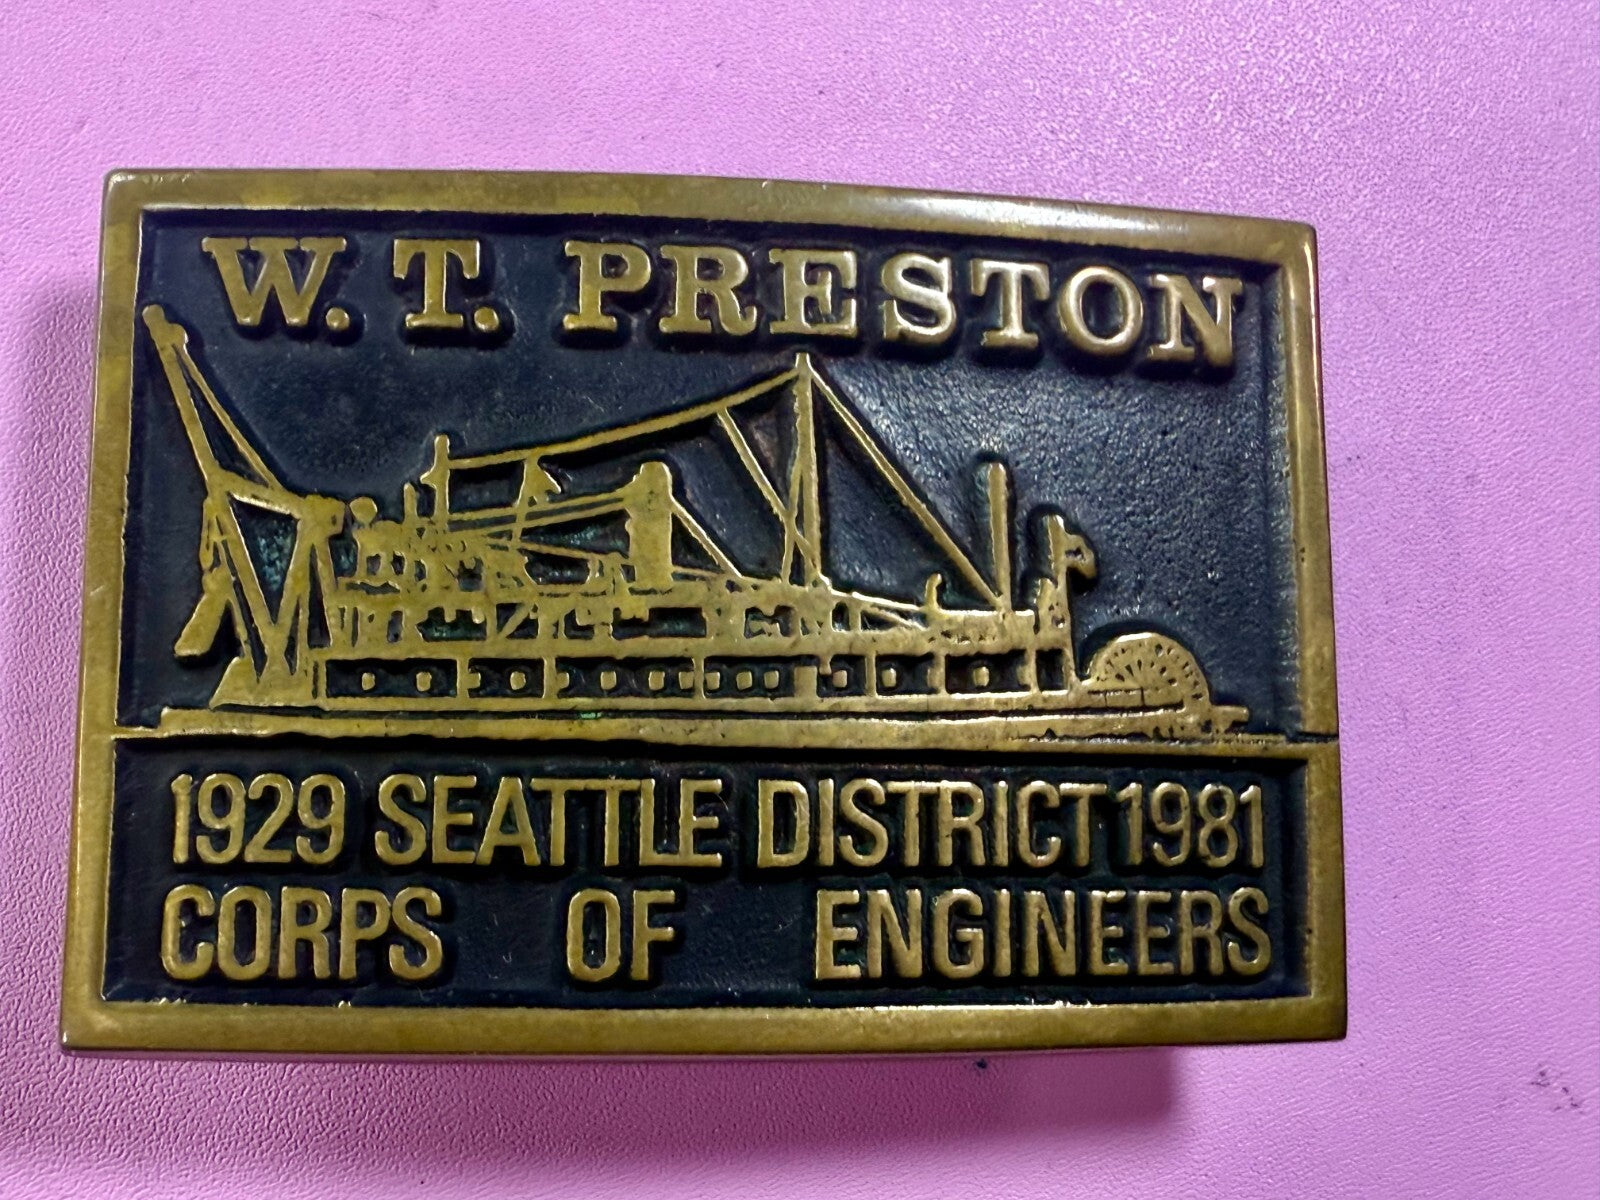 W. T. PRESTON
1929 SEATTLE DISTRICT 1981
CORPS OF ENGINEERS